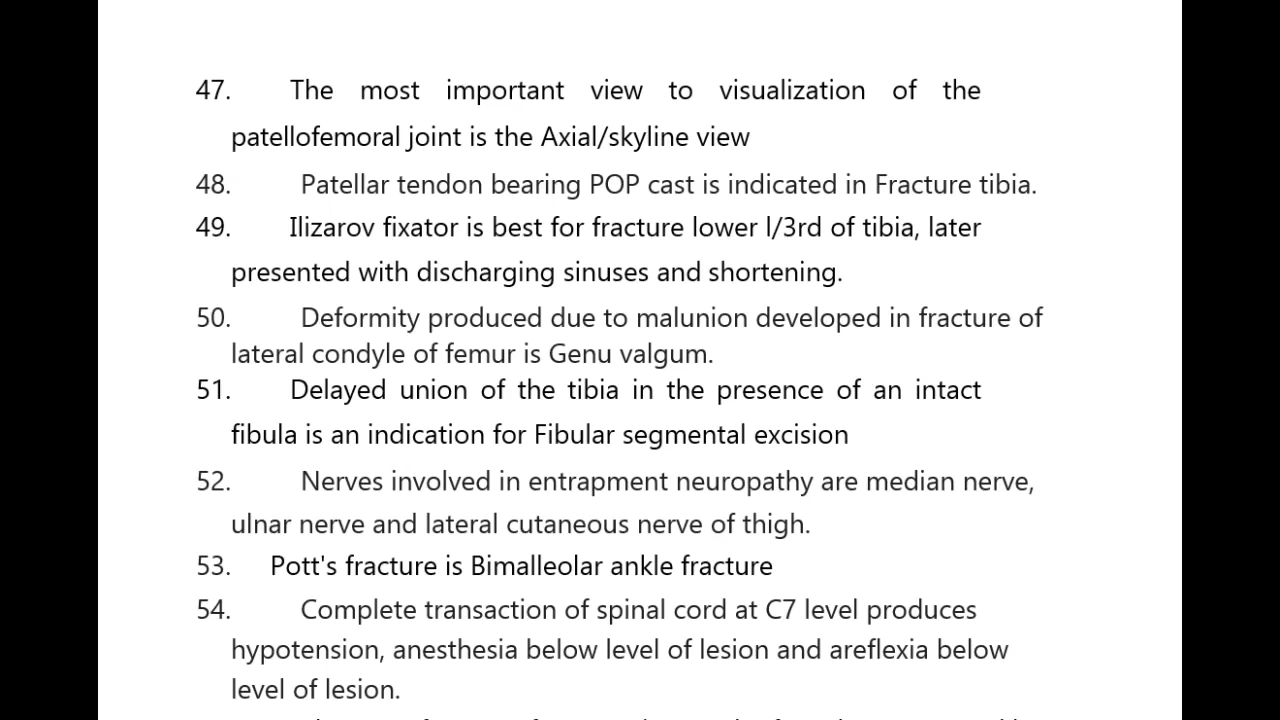 47. The most important view to visualization of the
patellofemoral joint is the Axial/skyline view
48. Patellar tendon bearing POP cast is indicated in Fracture tibia.
49. Ilizarov fixator is best for fracture lower l/3rd of tibia, later
presented with discharging sinuses and shortening.
50. Deformity produced due to malunion developed in fracture of
lateral condyle of femur is Genu valgum.
51. Delayed union of the tibia in the presence of an intact
fibula is an indication for Fibular segmental excision
52. Nerves involved in entrapment neuropathy are median nerve,
ulnar nerve and lateral cutaneous nerve of thigh.
53. Pott's fracture is Bimalleolar ankle fracture
54. Complete transaction of spinal cord at C7 level produces
hypotension, anesthesia below level of lesion and areflexia below
level of lesion.